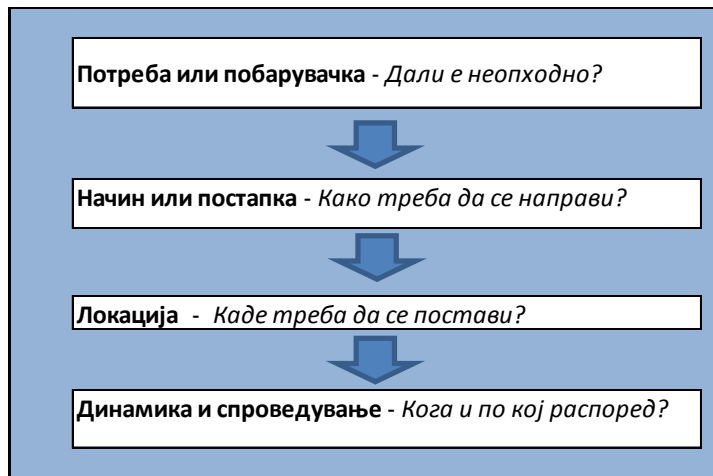 Потреба или побарувачка - Дали е неопходно?
Начин или постапка - Како треба да се направи?
Локација - Каде треба да се постави?
Динамика и спроведување - Кога и по кој распоред?